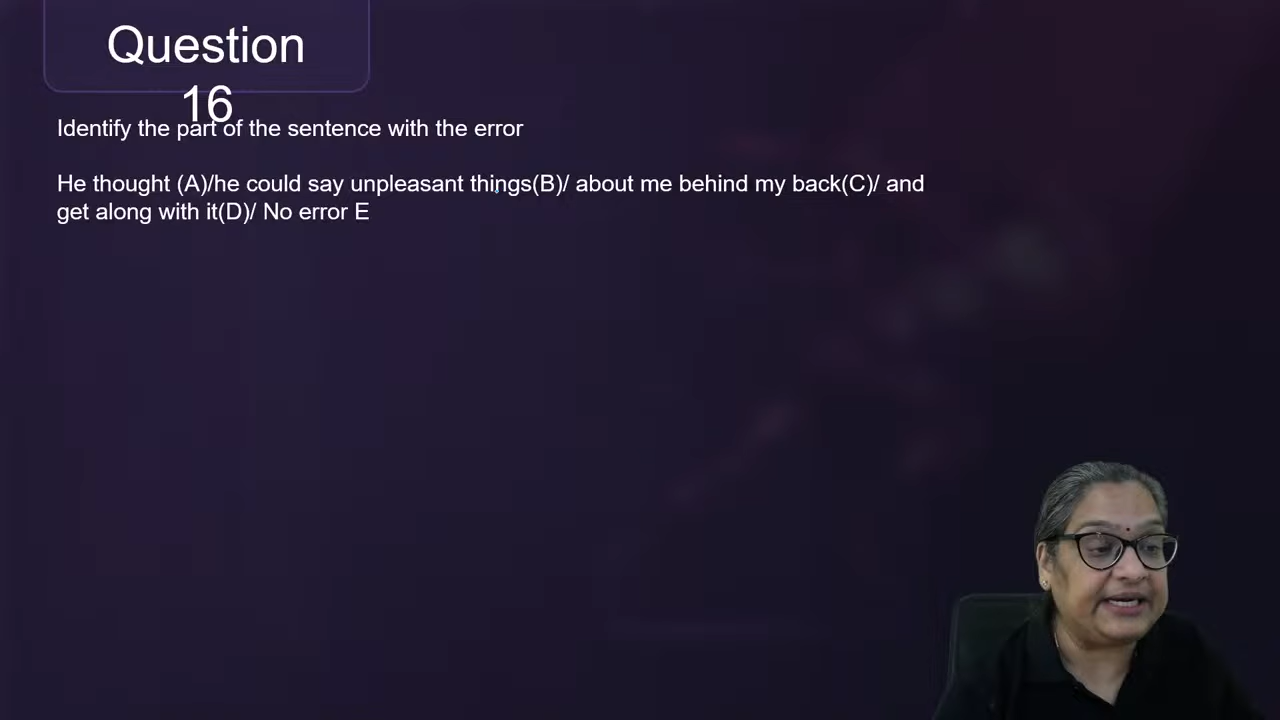 Question
16
Identify the part of the sentence with the error
He thought (A)/he could say unpleasant things(B)/ about me behind my back(C)/ and
get along with it(D)/ No error E